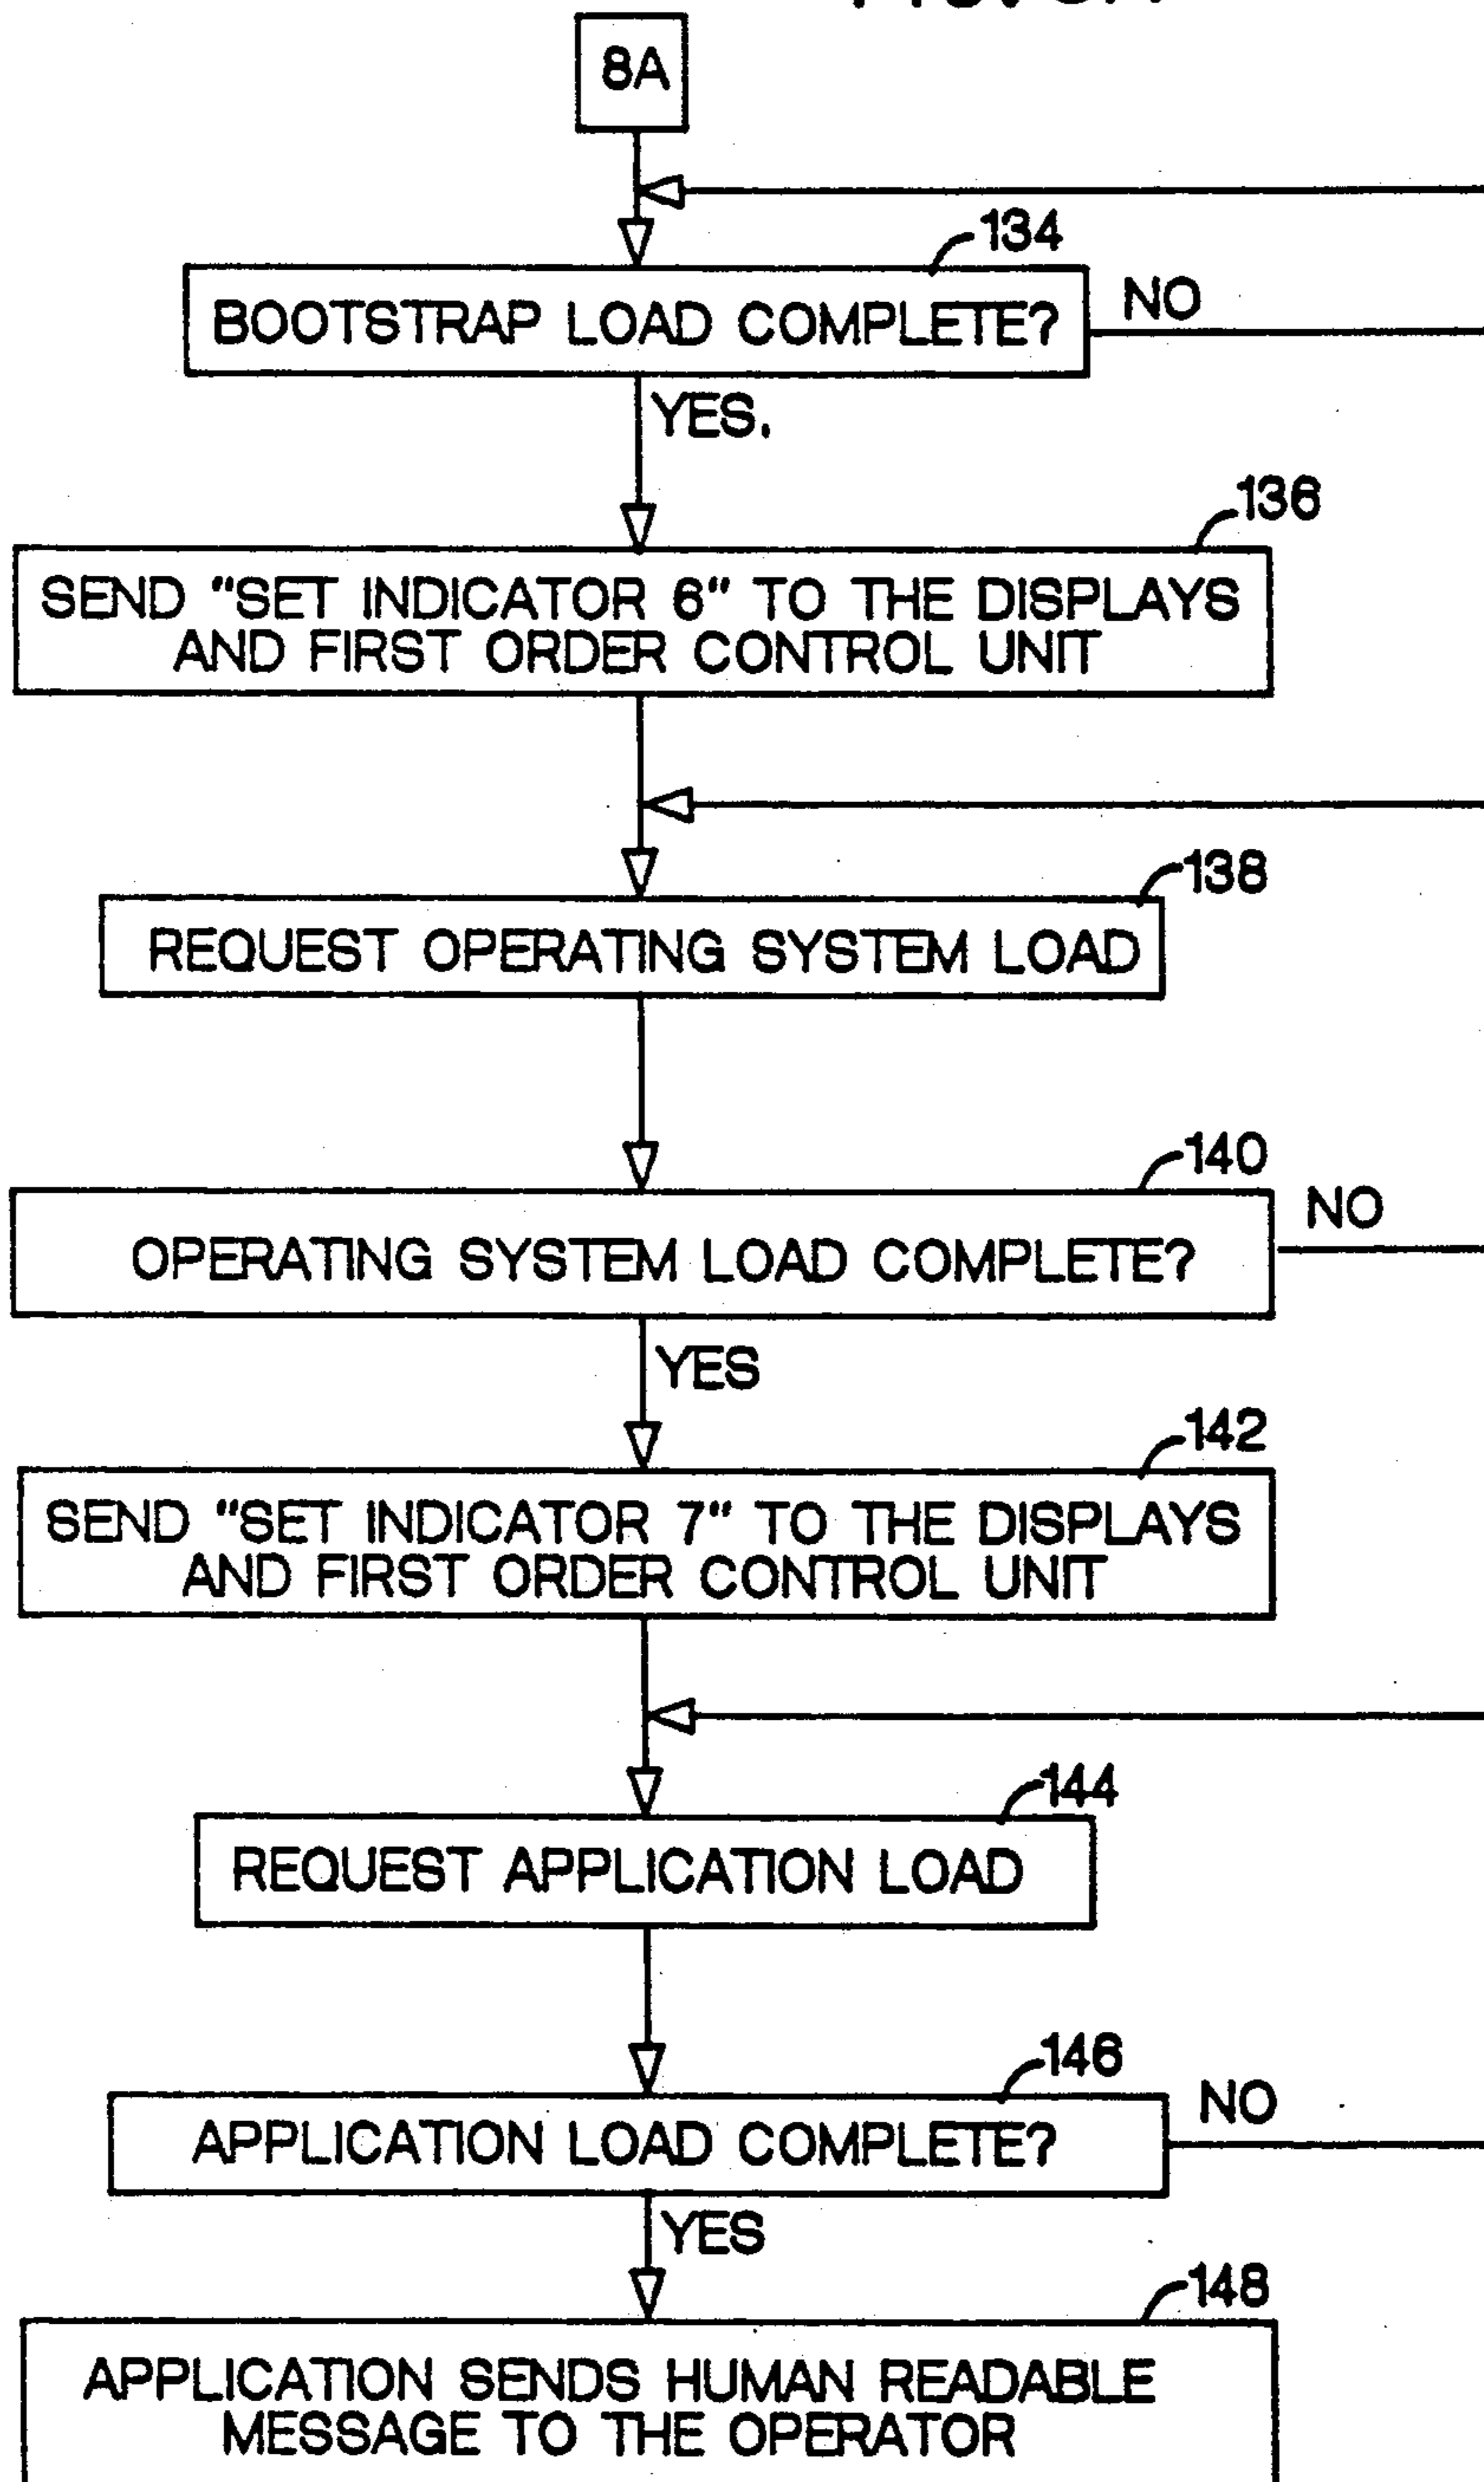 8A
134
BOOTSTRAP LOAD COMPLETE?
NO
YES.
136
SEND "SET INDICATOR 6" TO THE DISPLAYS
AND FIRST ORDER CONTROL UNIT
138
REQUEST OPERATING SYSTEM LOAD
140
OPERATING SYSTEM LOAD COMPLETE?
NO
YES
142
SEND "SET INDICATOR 7" TO THE DISPLAYS
AND FIRST ORDER CONTROL UNIT
144
REQUEST APPLICATION LOAD
146
APPLICATION LOAD COMPLETE?
NO
YES
148
APPLICATION SENDS HUMAN READABLE
MESSAGE TO THE OPERATOR